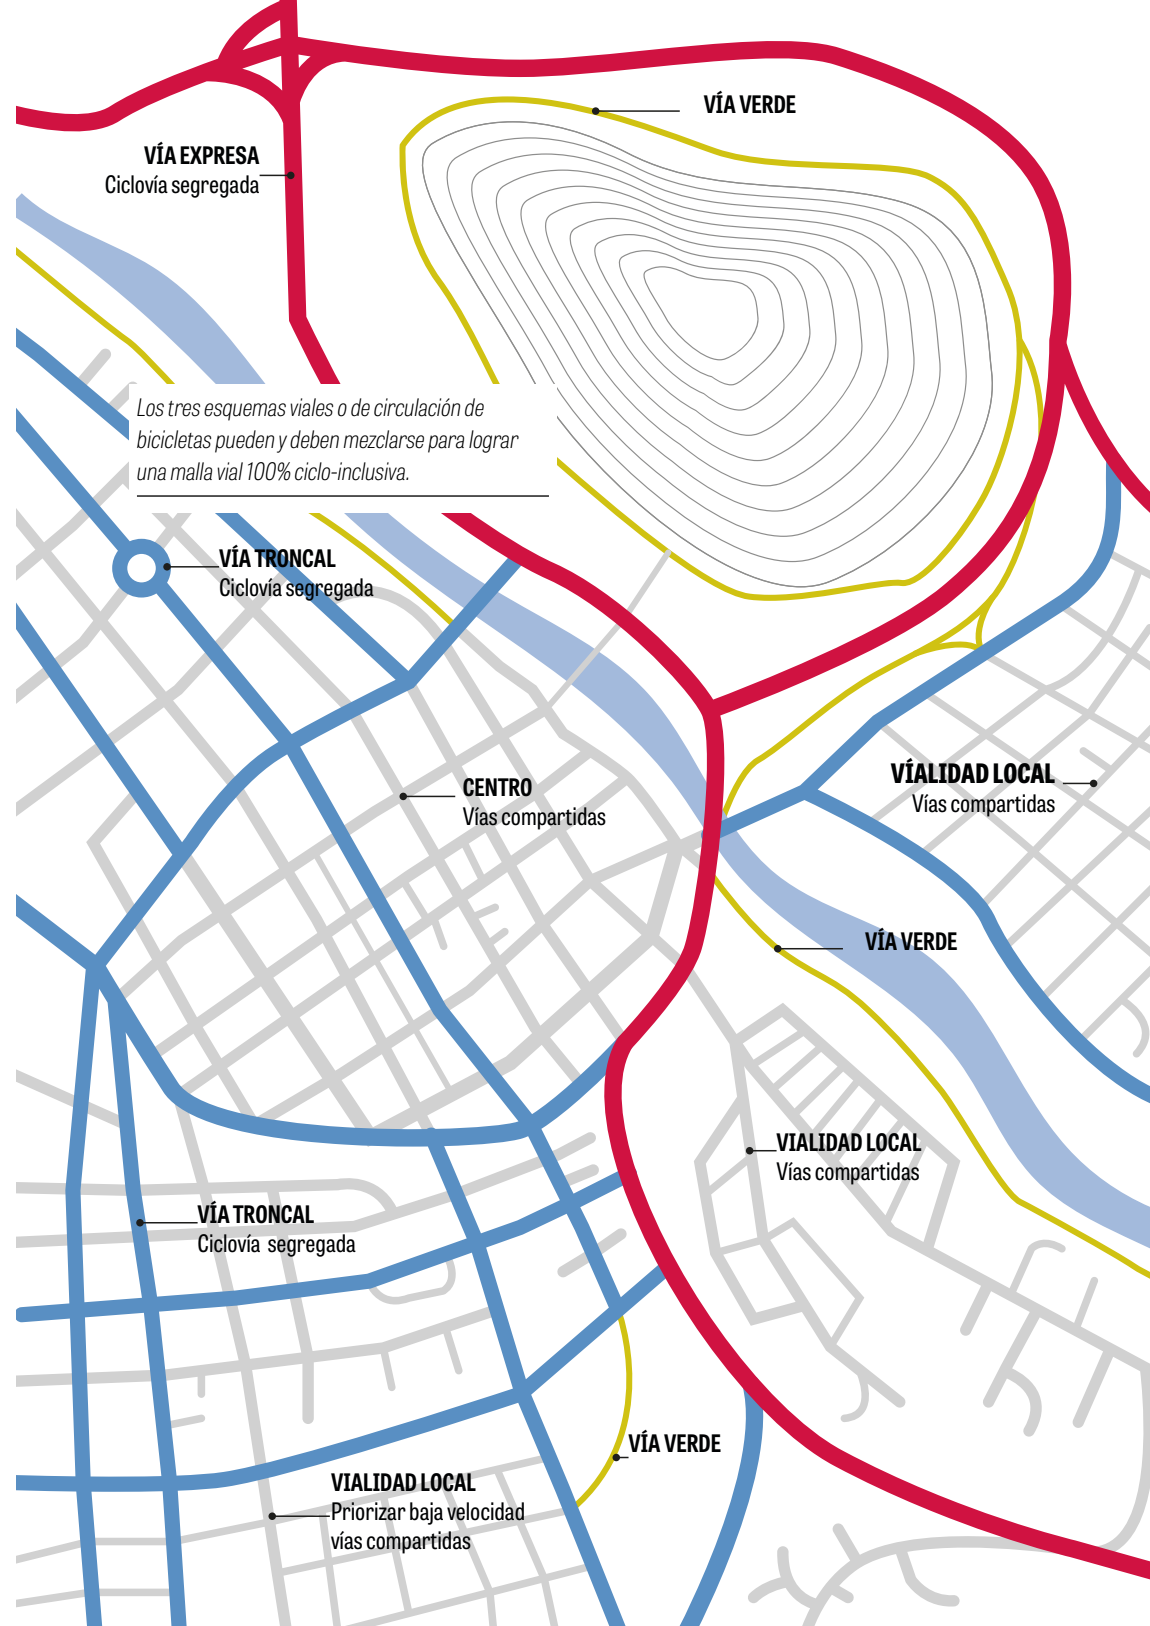 VÍA VERDE
VÍA EXPRESA
Ciclovía segregada
Los tres esquemas viales o de circulación de
bicicletas pueden y deben mezclarse para lograr
una malla vial 100% ciclo-inclusiva.
VÍA TRONCAL
Ciclovía segregada
CENTRO
Vías compartidas
VÍALIDAD LOCAL
Vías compartidas
VÍA VERDE
VIALIDAD LOCAL
Vías compartidas
VÍA TRONCAL
Ciclovía segregada
VÍA VERDE
VIALIDAD LOCAL
Priorizar baja velocidad
vías compartidas